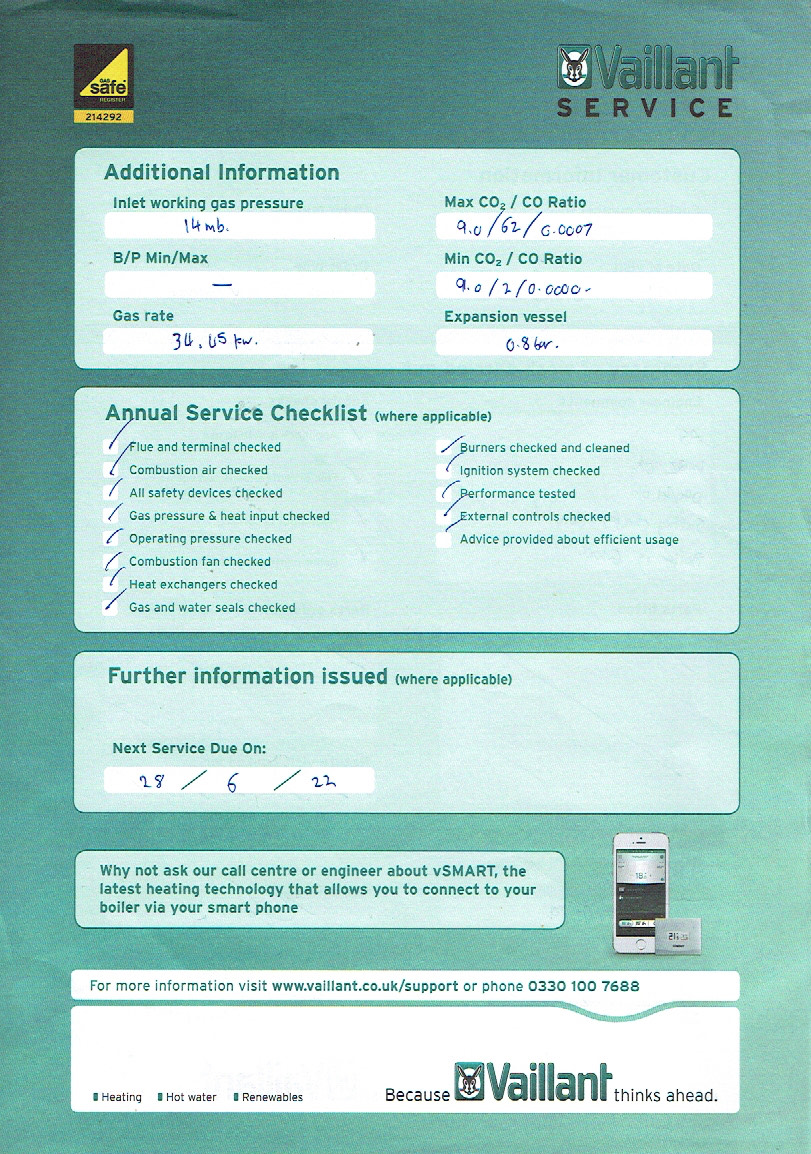 GAS
safe
REGISTER
214292
Vaillant
SERVICE
Additional Information
Inlet working gas pressure
14mb.
Max CO₂ / CO Ratio
9.0/62/0.0007
B/P Min/Max
—
Min CO₂ / CO Ratio
9.0/2/0.0000-
Gas rate
34.45 kw.
Expansion vessel
0.8 bar.
Annual Service Checklist (where applicable)
Flue and terminal checked
Combustion air checked
All safety devices checked
Gas pressure & heat input checked
Operating pressure checked
Combustion fan checked
Heat exchangers checked
Gas and water seals checked
Burners checked and cleaned
Ignition system checked
Performance tested
External controls checked
Advice provided about efficient usage
Further information issued (where applicable)
Next Service Due On:
28 / 6 / 22
Why not ask our call centre or engineer about vSMART, the
latest heating technology that allows you to connect to your
boiler via your smart phone
For more information visit www.vaillant.co.uk/support or phone 0330 100 7688
Heating Hot water Renewables
Because Vaillant thinks ahead.